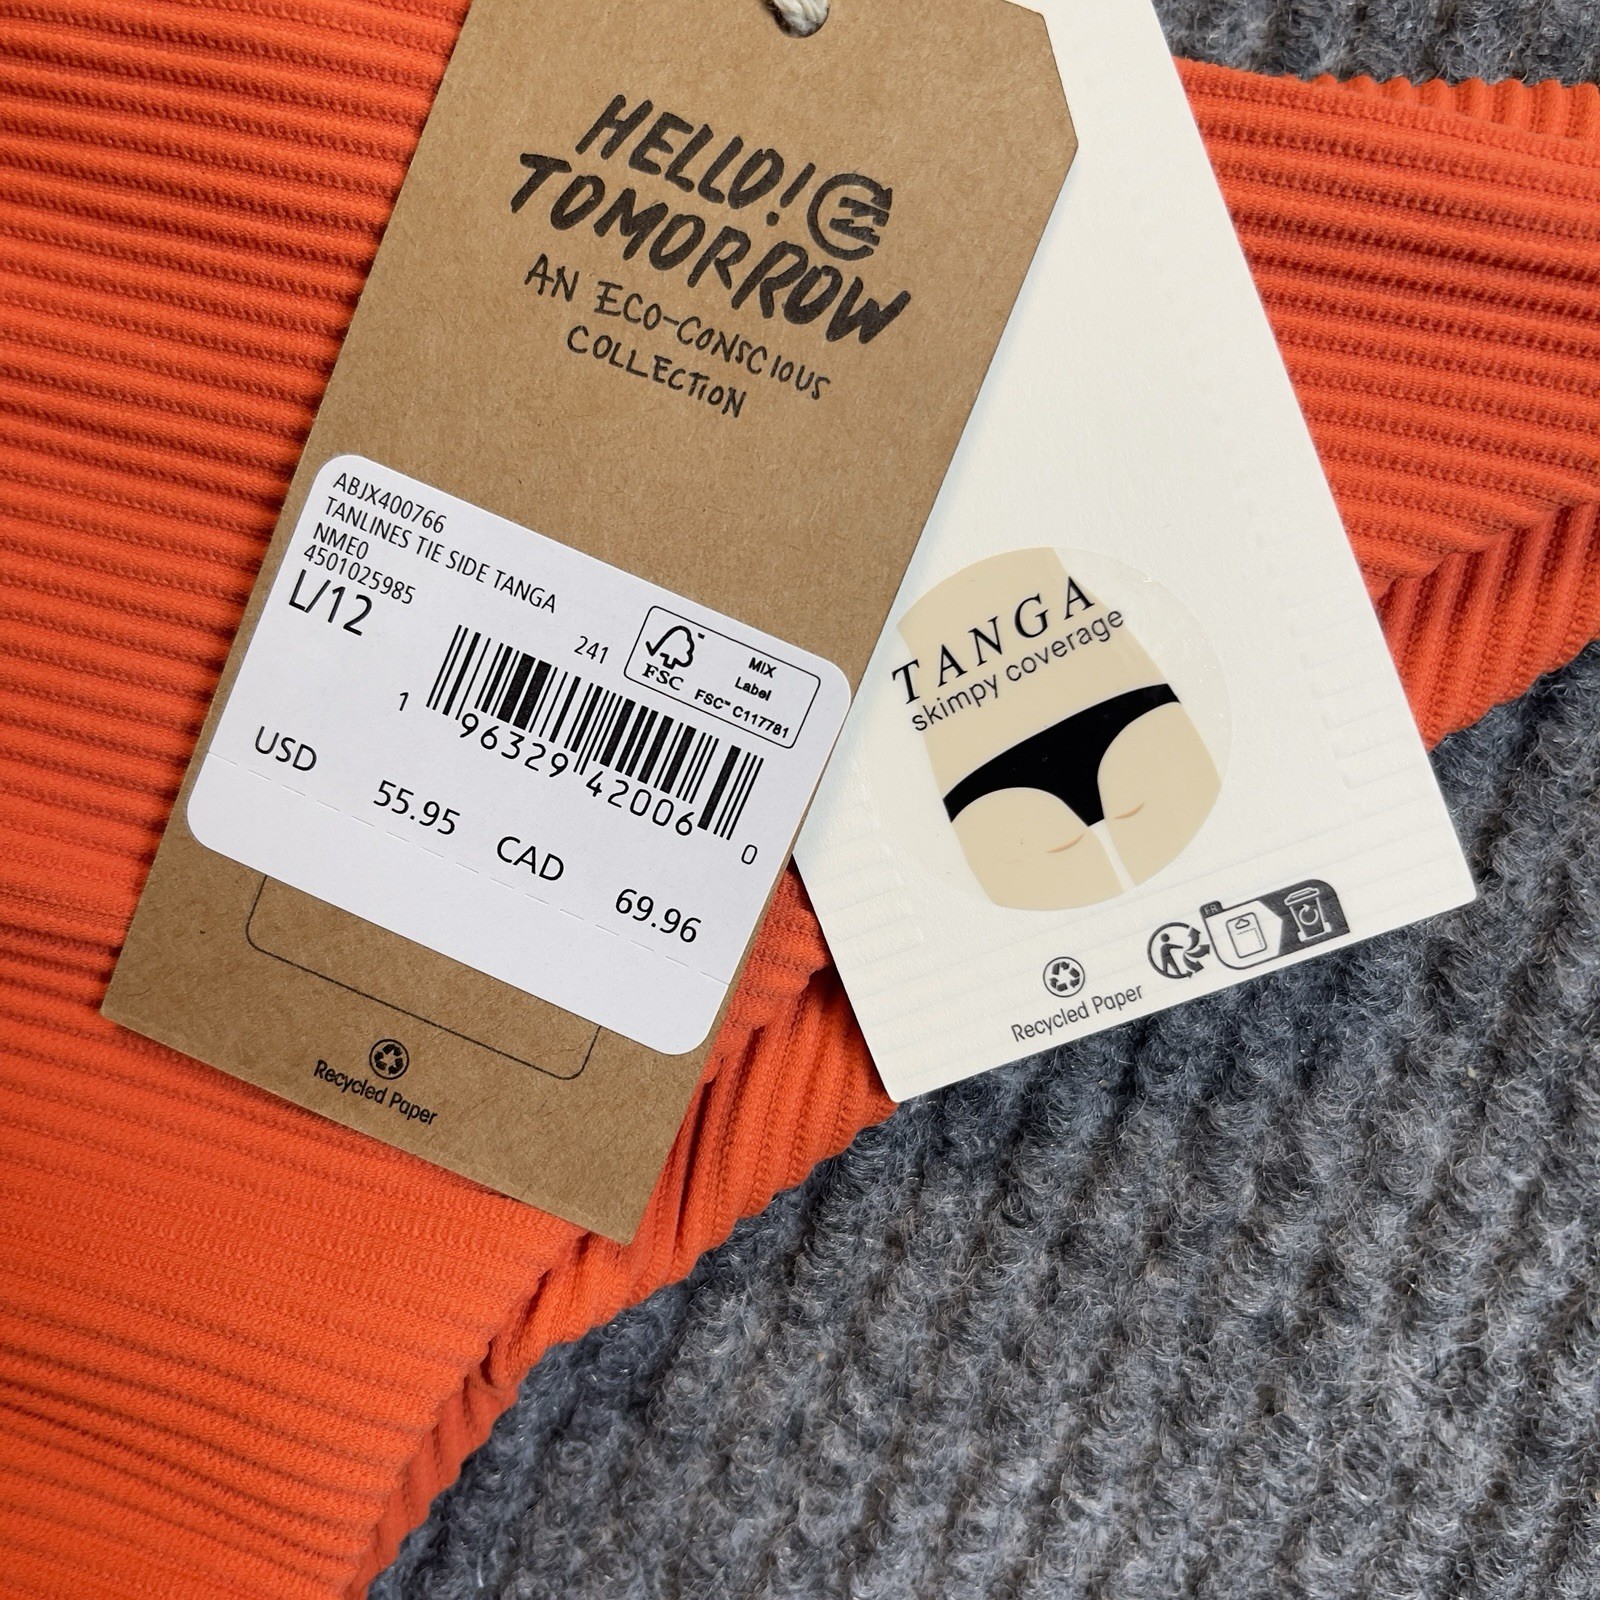 HELLO!
TOMORROW
AN ECO-CONSCIOUS
COLLECTION
ABJX400766
TANLINES TIE SIDE TANGA
NME0
4501025985
L/12
241
FSC
MIX
Label
FSC™ C117781
1 96329 42006 0
USD 55.95 CAD 69.96
Recycled Paper
TANGA
skimpy coverage
FR
Recycled Paper